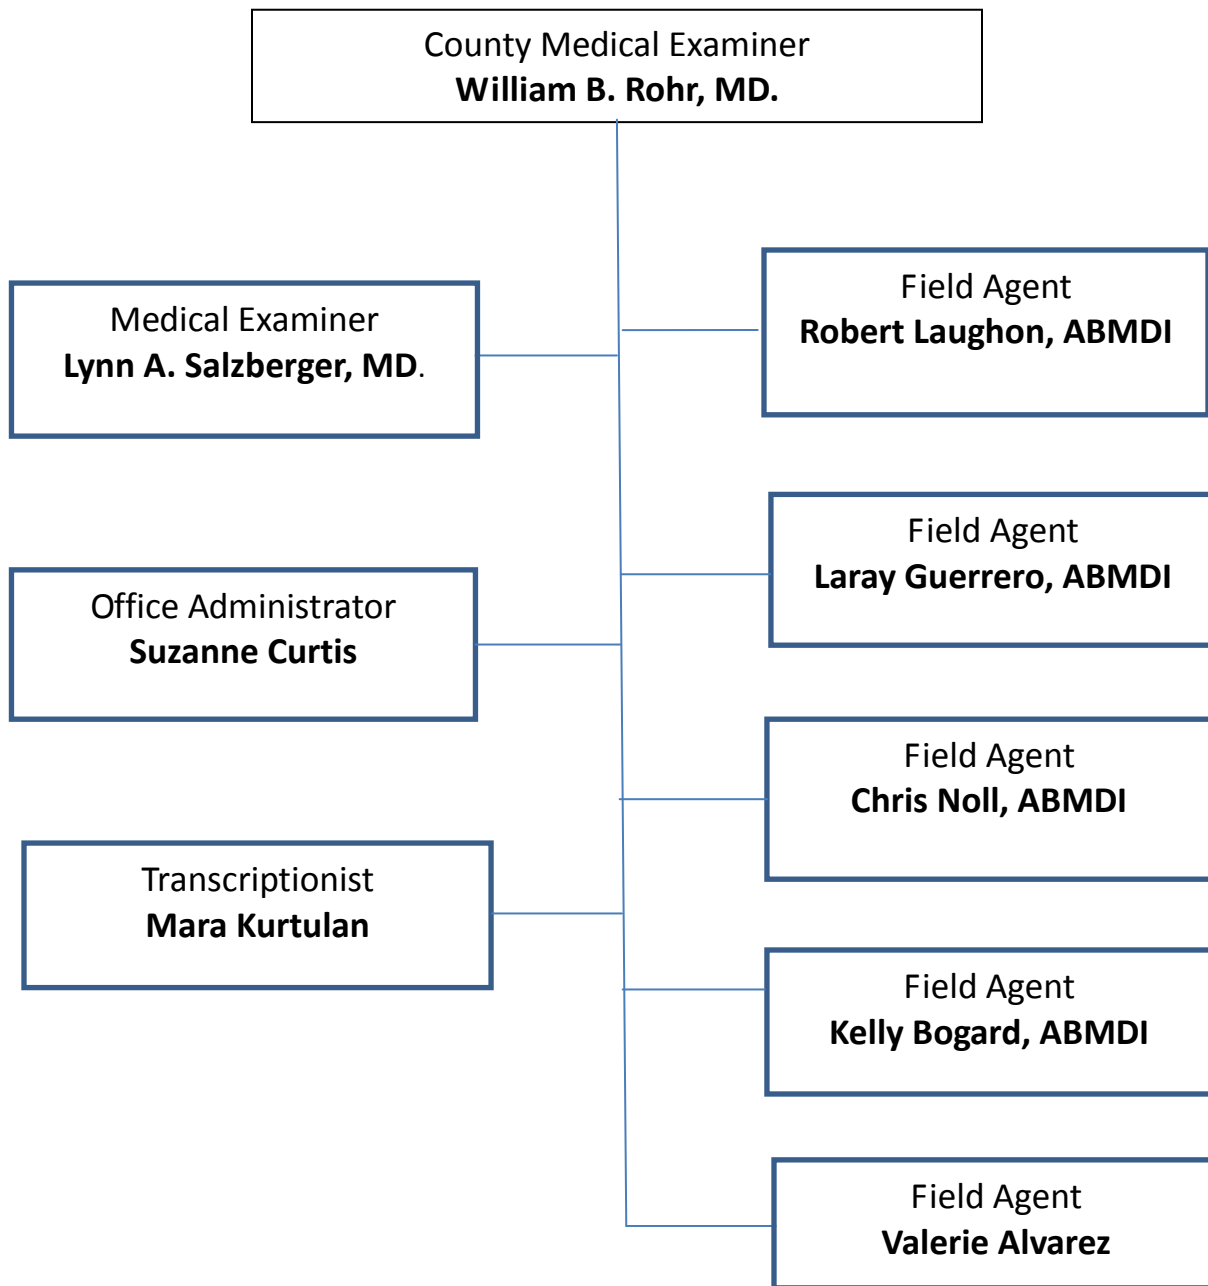 County Medical Examiner
William B. Rohr, MD.
Medical Examiner
Lynn A. Salzberger, MD.
Office Administrator
Suzanne Curtis
Transcriptionist
Mara Kurtulan
Field Agent
Robert Laughon, ABMDI
Field Agent
Laray Guerrero, ABMDI
Field Agent
Chris Noll, ABMDI
Field Agent
Kelly Bogard, ABMDI
Field Agent
Valerie Alvarez